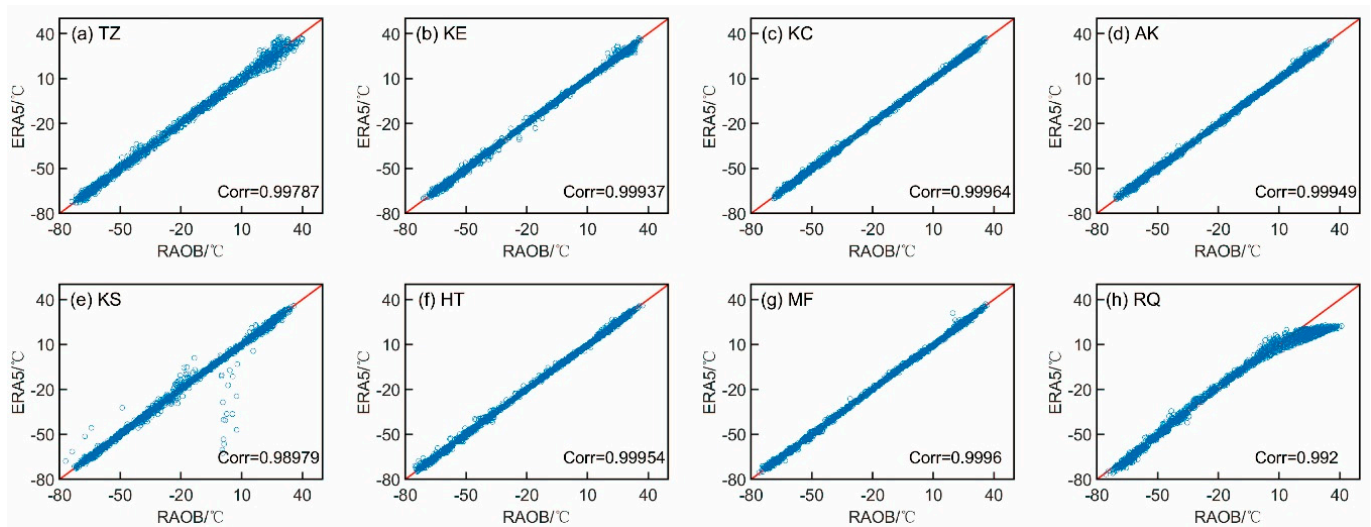 (a) TZ
40
10
-20
-50
-80
ERA5/℃
Corr=0.99787
-80 -50 -20 10 40
RAOB/℃
(b) KE
40
10
-20
-50
-80
ERA5/℃
Corr=0.99937
-80 -50 -20 10 40
RAOB/℃
(c) KC
40
10
-20
-50
-80
ERA5/℃
Corr=0.99964
-80 -50 -20 10 40
RAOB/℃
(d) AK
40
10
-20
-50
-80
ERA5/℃
Corr=0.99949
-80 -50 -20 10 40
RAOB/℃
(e) KS
40
10
-20
-50
-80
ERA5/℃
Corr=0.98979
-80 -50 -20 10 40
RAOB/℃
(f) HT
40
10
-20
-50
-80
ERA5/℃
Corr=0.99954
-80 -50 -20 10 40
RAOB/℃
(g) MF
40
10
-20
-50
-80
ERA5/℃
Corr=0.9996
-80 -50 -20 10 40
RAOB/℃
(h) RQ
40
10
-20
-50
-80
ERA5/℃
Corr=0.992
-80 -50 -20 10 40
RAOB/℃